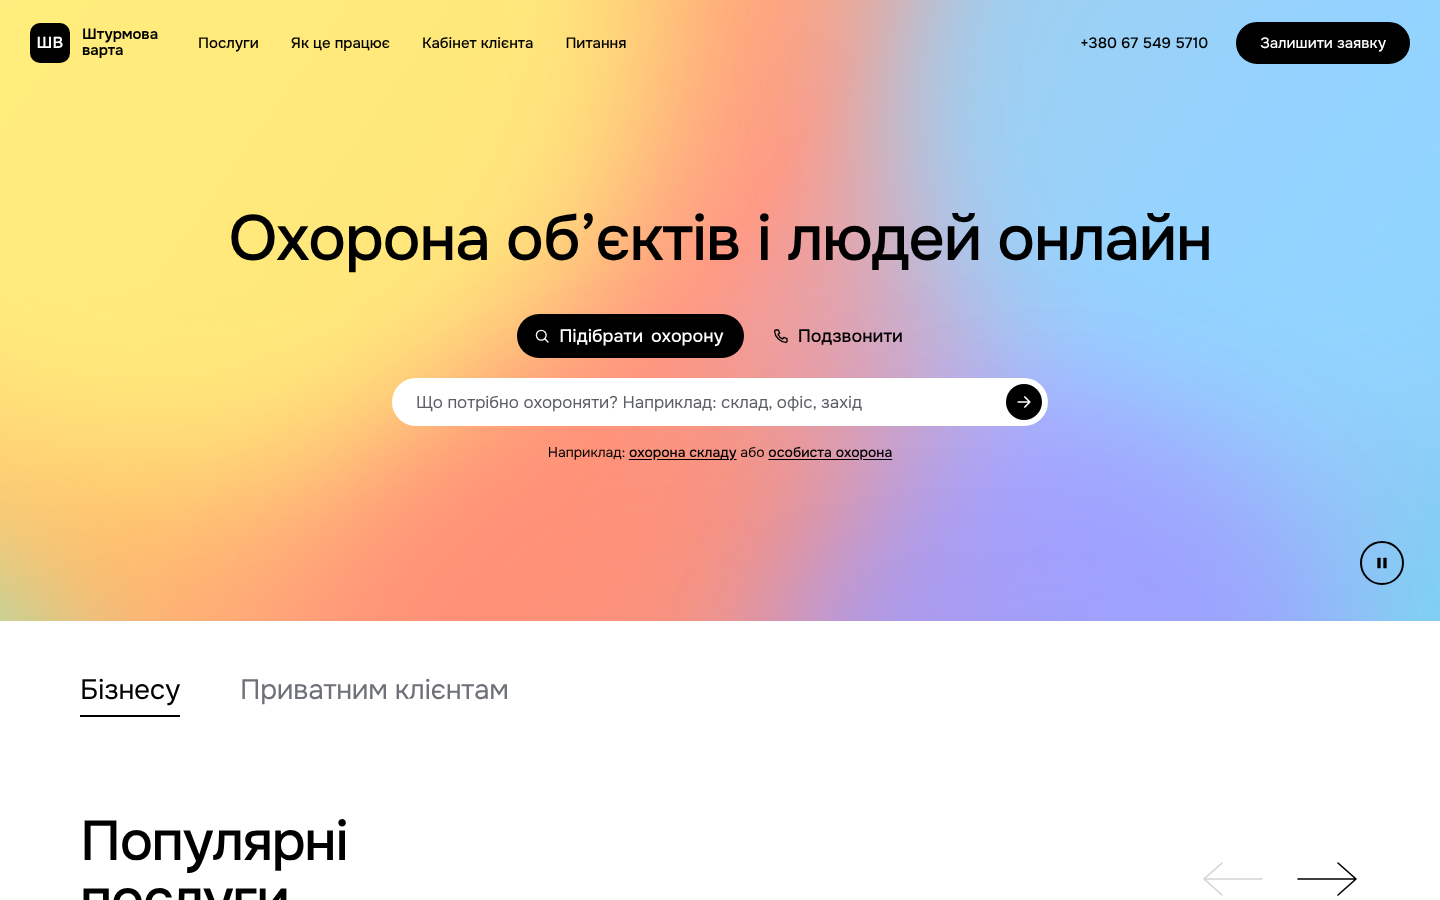 ШВ
Штурмова
варта
Послуги
Як це працює
Кабінет клієнта
Питання
+380 67 549 5710
Залишити заявку
Охорона об’єктів і людей онлайн
Підібрати охорону
Подзвонити
Що потрібно охороняти? Наприклад: склад, офіс, захід
Наприклад: охорона складу або особиста охорона
Бізнесу
Приватним клієнтам
Популярні
послуги